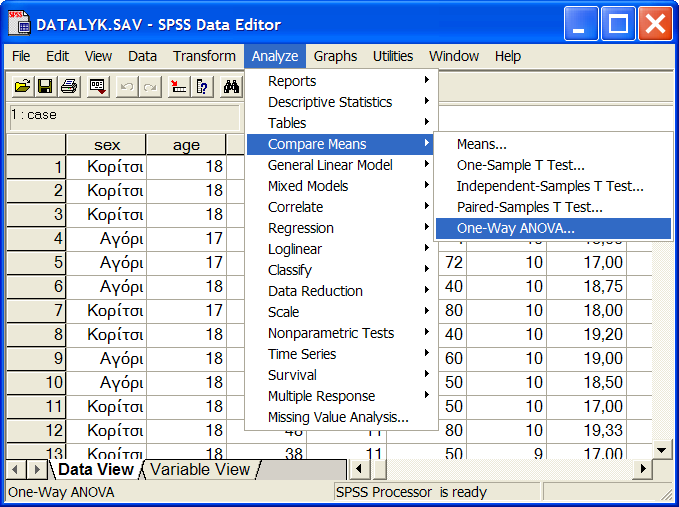 DATALYK.SAV - SPSS Data Editor
File Edit View Data Transform Analyze Graphs Utilities Window Help
1 : case
Reports
Descriptive Statistics
Tables
Compare Means
General Linear Model
Mixed Models
Correlate
Regression
Loglinear
Classify
Data Reduction
Scale
Nonparametric Tests
Time Series
Survival
Multiple Response
Missing Value Analysis...
Means...
One-Sample T Test...
Independent-Samples T Test...
Paired-Samples T Test...
One-Way ANOVA...
sex age
1 Κορίτσι 18
2 Κορίτσι 18
3 Κορίτσι 18
4 Αγόρι 17
5 Αγόρι 17 72 10 17,00
6 Αγόρι 18 40 10 18,75
7 Κορίτσι 17 80 10 18,00
8 Κορίτσι 18 40 10 19,20
9 Αγόρι 18 60 10 19,00
10 Αγόρι 18 50 10 18,50
11 Κορίτσι 18 50 10 17,00
12 Κορίτσι 18 11 80 10 19,33
13 Κορίτσι 18 38 11 50 9 17,00
Data View Variable View
One-Way ANOVA SPSS Processor is ready